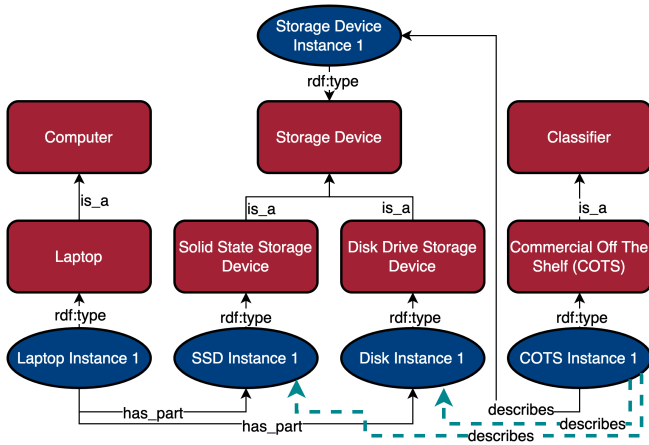 Storage Device
Instance 1
rdf:type
Computer
Storage Device
Classifier
is_a
is_a
is_a
is_a
Laptop
Solid State Storage
Device
Disk Drive Storage
Device
Commercial Off The
Shelf (COTS)
rdf:type
rdf:type
rdf:type
rdf:type
Laptop Instance 1
SSD Instance 1
Disk Instance 1
COTS Instance 1
has_part
describes
has_part
describes
describes